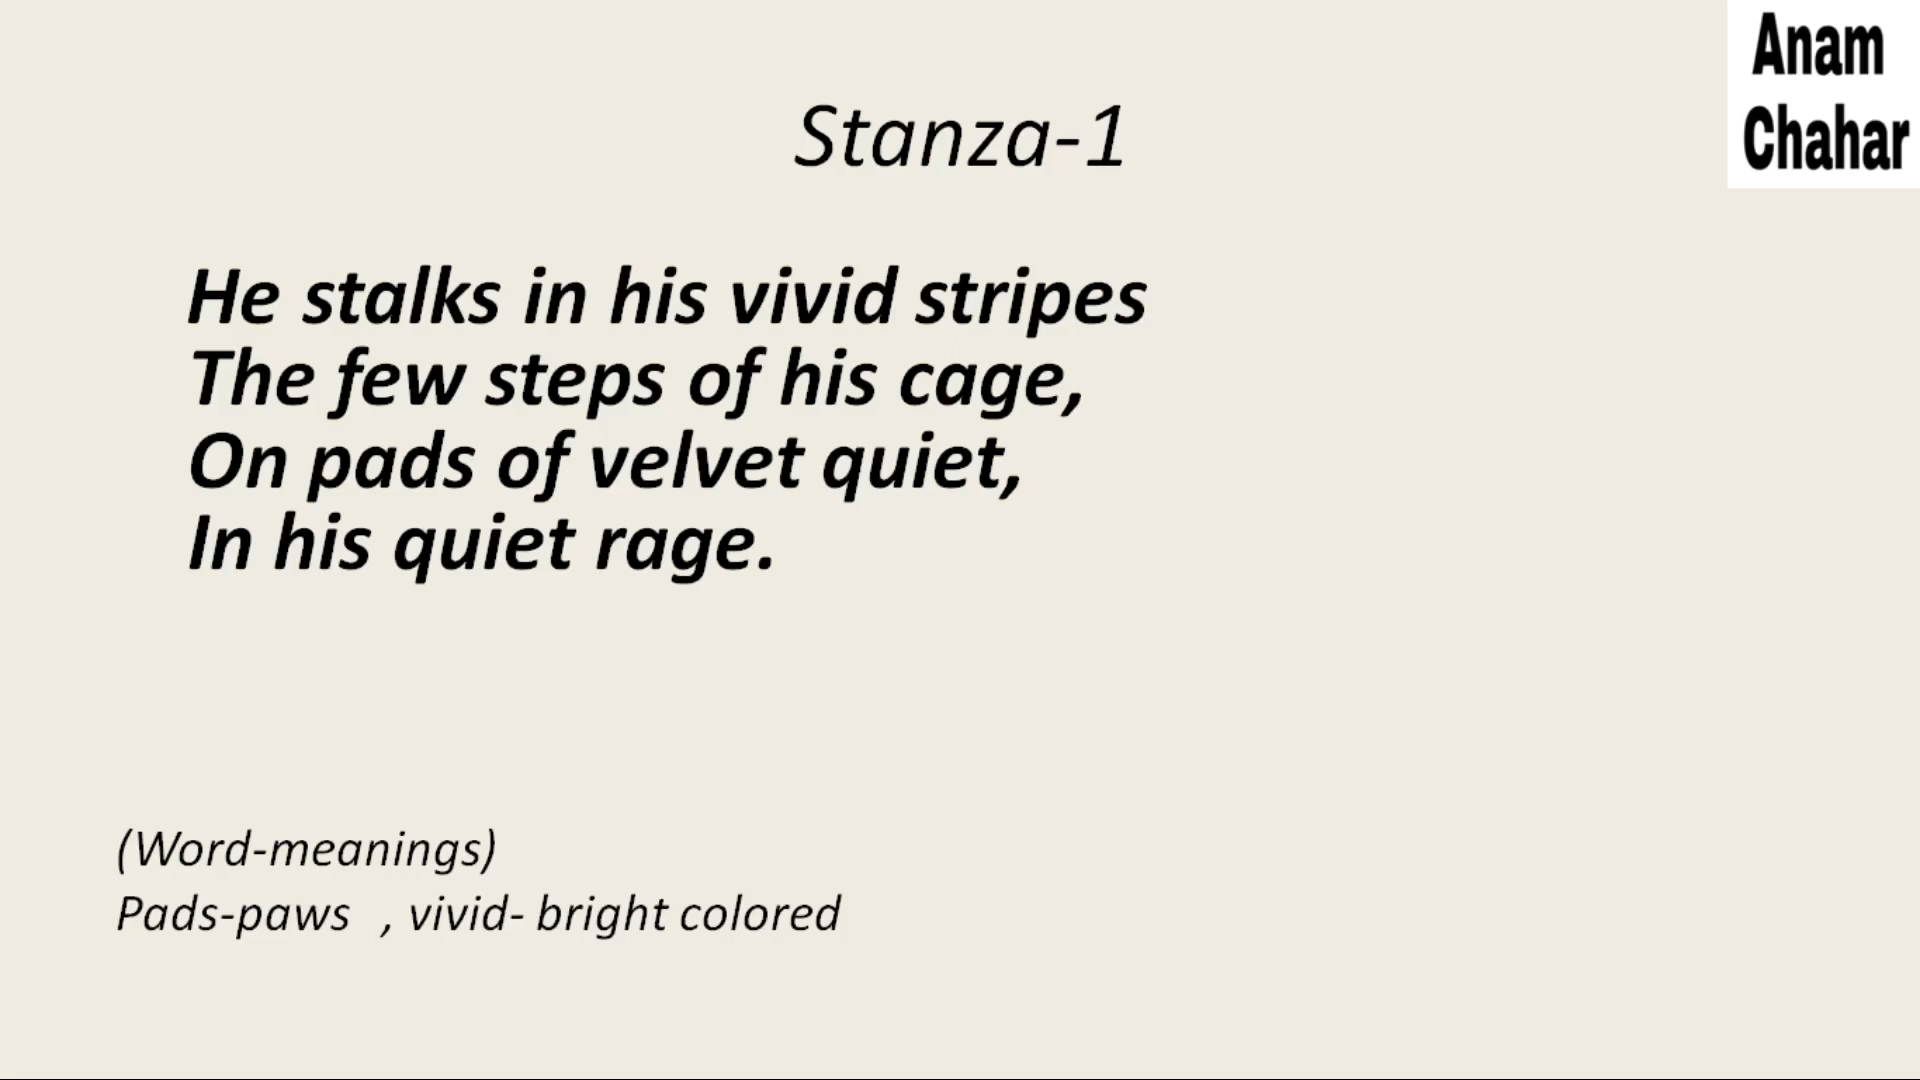 Anam
Chahar
Stanza-1
He stalks in his vivid stripes
The few steps of his cage,
On pads of velvet quiet,
In his quiet rage.
(Word-meanings)
Pads-paws , vivid- bright colored